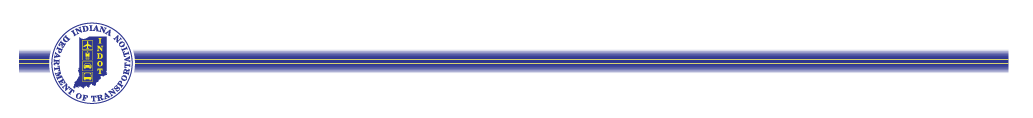 INDIANA
DEPARTMENT OF TRANSPORTATION
INDOT